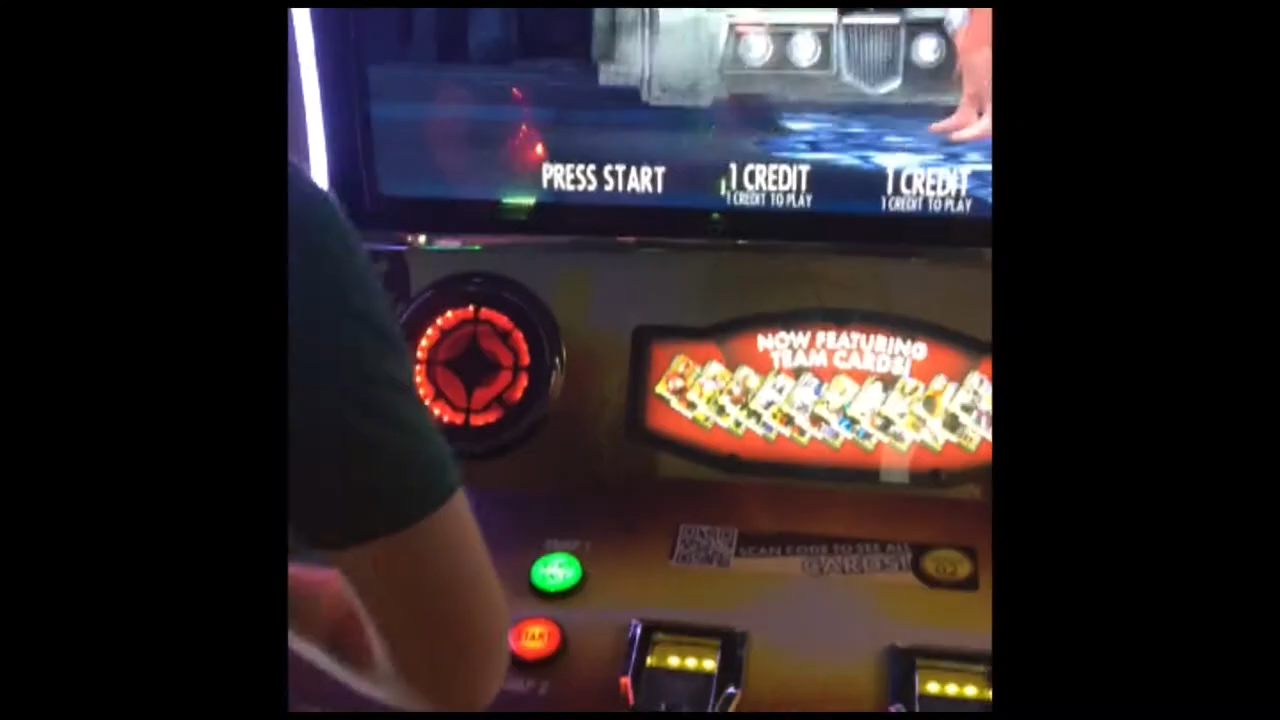 PRESS START
1 CREDIT
1 CREDIT TO PLAY
1 CREDIT
1 CREDIT TO PLAY
NOW FEATURING
TEAM CARDS!
SCAN CODE TO SEE ALL
CARDS!
START